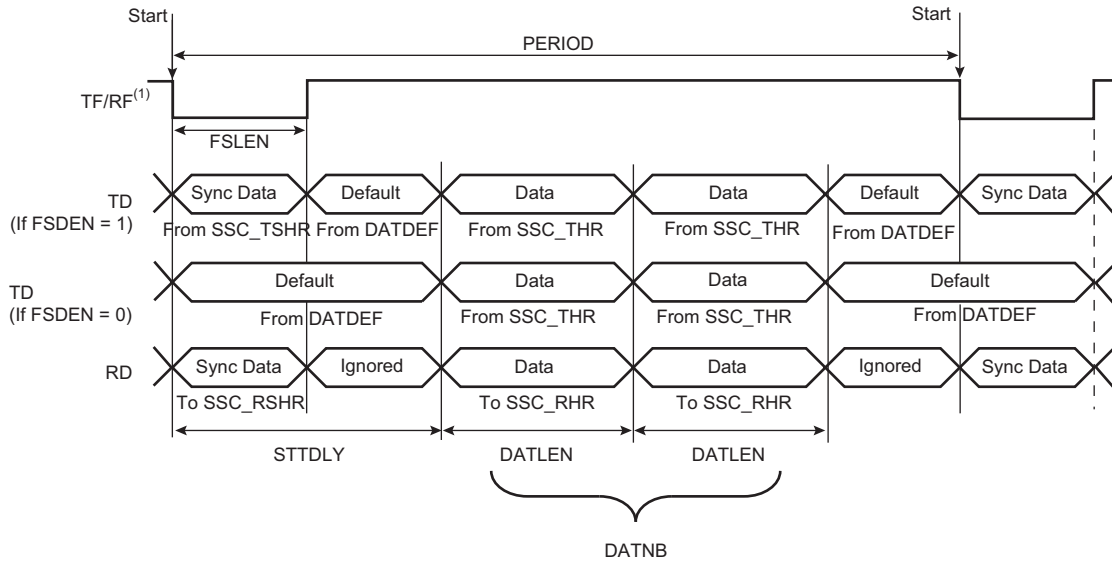 Start Start
PERIOD
TF/RF(1)
FSLEN
TD
(If FSDEN = 1)
Sync Data Default Data Data Default Sync Data
From SSC_TSHR From DATDEF From SSC_THR From SSC_THR From DATDEF
TD
(If FSDEN = 0)
Default Data Data Default
From DATDEF From SSC_THR From SSC_THR From DATDEF
RD Sync Data Ignored Data Data Ignored Sync Data
To SSC_RSHR To SSC_RHR To SSC_RHR
STTDLY DATLEN DATLEN
DATNB